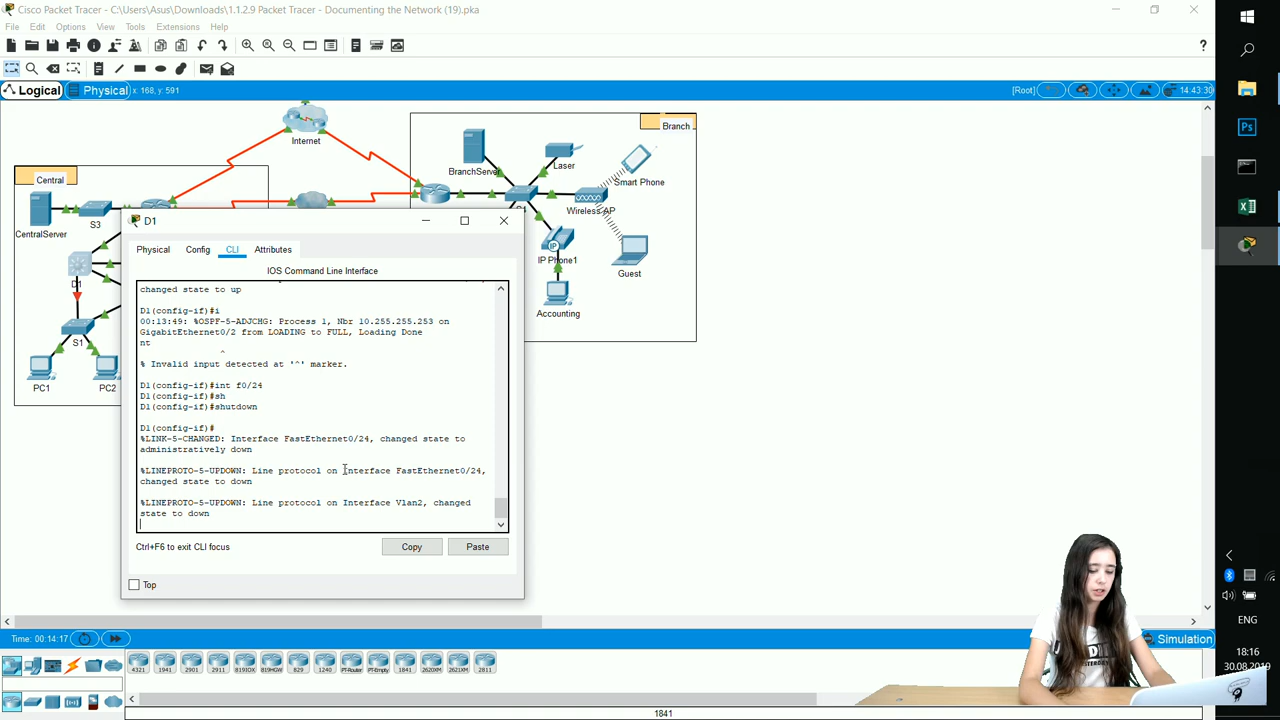 Cisco Packet Tracer - C:\Users\Asus\Downloads\1.1.2.9 Packet Tracer - Documenting the Network (19).pka
File Edit Options View Tools Extensions Help
?
Logical Physical x: 168, y: 591 [Root] 14:43:30
Internet
Branch
BranchServer
Laser
Smart Phone
Wireless AP
IP
IP Phone1
Guest
Accounting
Central
CentralServer
S3
D1
S1
PC1
PC2
D1
Physical Config CLI Attributes
IOS Command Line Interface
changed state to up
D1(config-if)#i
00:13:49: %OSPF-5-ADJCHG: Process 1, Nbr 10.255.255.253 on
GigabitEthernet0/2 from LOADING to FULL, Loading Done
nt
^
% Invalid input detected at '^' marker.
D1(config-if)#int f0/24
D1(config-if)#sh
D1(config-if)#shutdown
D1(config-if)#
%LINK-5-CHANGED: Interface FastEthernet0/24, changed state to
administratively down
%LINEPROTO-5-UPDOWN: Line protocol on Interface FastEthernet0/24,
changed state to down
%LINEPROTO-5-UPDOWN: Line protocol on Interface Vlan2, changed
state to down
Ctrl+F6 to exit CLI focus Copy Paste
Top
Time: 00:14:17 Simulation
4321 1941 2901 2911 819IOX 819HGW 829 1240 PT-Router PT-Empty 1841 2620XM 2621XM 2811
1841
Ps
ENG
18:16
30.08.2019